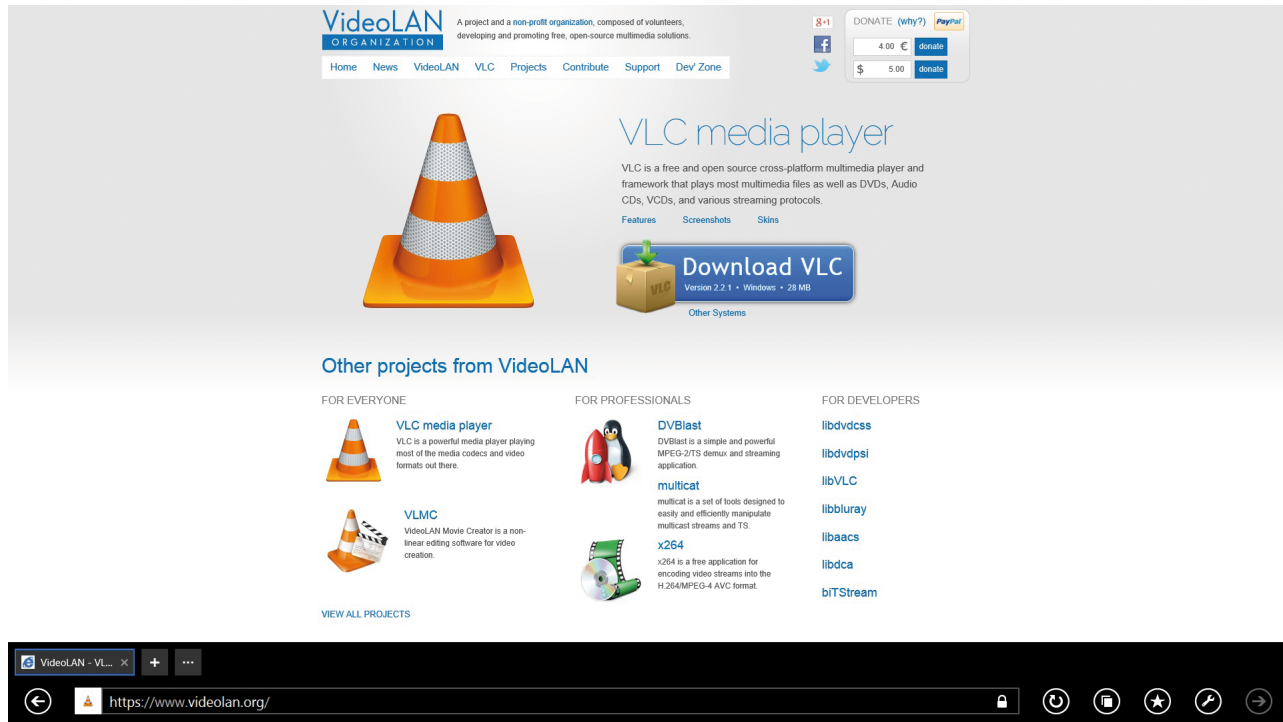 VideoLAN
ORGANIZATION
A project and a non-profit organization, composed of volunteers,
developing and promoting free, open-source multimedia solutions.
Home News VideoLAN VLC Projects Contribute Support Dev' Zone
g+1
DONATE (why?) PayPal
4.00 € donate
$ 5.00 donate
VLC media player
VLC is a free and open source cross-platform multimedia player and
framework that plays most multimedia files as well as DVDs, Audio
CDs, VCDs, and various streaming protocols.
Features Screenshots Skins
VLC
Download VLC
Version 2.2.1 • Windows • 28 MB
Other Systems
Other projects from VideoLAN
FOR EVERYONE
VLC media player
VLC is a powerful media player playing
most of the media codecs and video
formats out there.
VLMC
VideoLAN Movie Creator is a non-
linear editing software for video
creation.
VIEW ALL PROJECTS
FOR PROFESSIONALS
DVBlast
DVBlast is a simple and powerful
MPEG-2/TS demux and streaming
application.
multicat
multicat is a set of tools designed to
easily and efficiently manipulate
multicast streams and TS.
x264
x264 is a free application for
encoding video streams into the
H.264/MPEG-4 AVC format.
FOR DEVELOPERS
libdvdcss
libdvdpsi
libVLC
libbluray
libaacs
libdca
biTStream
VideoLAN - VL...
https://www.videolan.org/